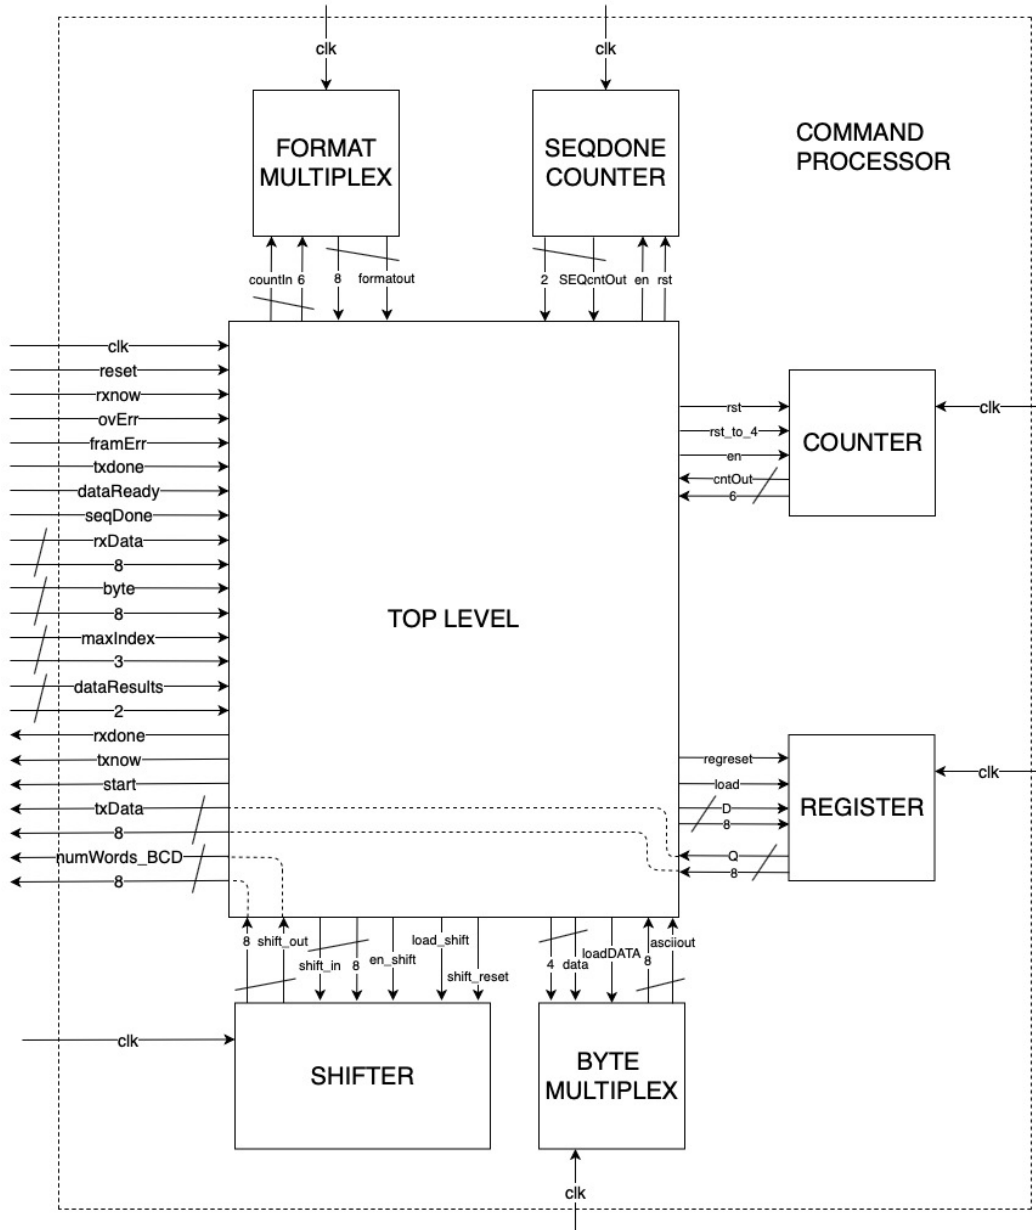 clk
clk
FORMAT
MULTIPLEX
SEQDONE
COUNTER
COMMAND
PROCESSOR
countIn 6 8 formatout
2 SEQcntOut en rst
clk
reset
rxnow
ovErr
framErr
txdone
dataReady
seqDone
rxData
8
byte
8
maxIndex
3
dataResults
2
rxdone
txnow
start
txData
8
numWords_BCD
8
TOP LEVEL
rst
rst_to_4
en
cntOut
6
COUNTER
clk
regreset
load
D
8
Q
8
REGISTER
clk
8 shift_out shift_in 8 en_shift load_shift shift_reset
4 data loadDATA 8 asciiout
clk
SHIFTER
BYTE
MULTIPLEX
clk